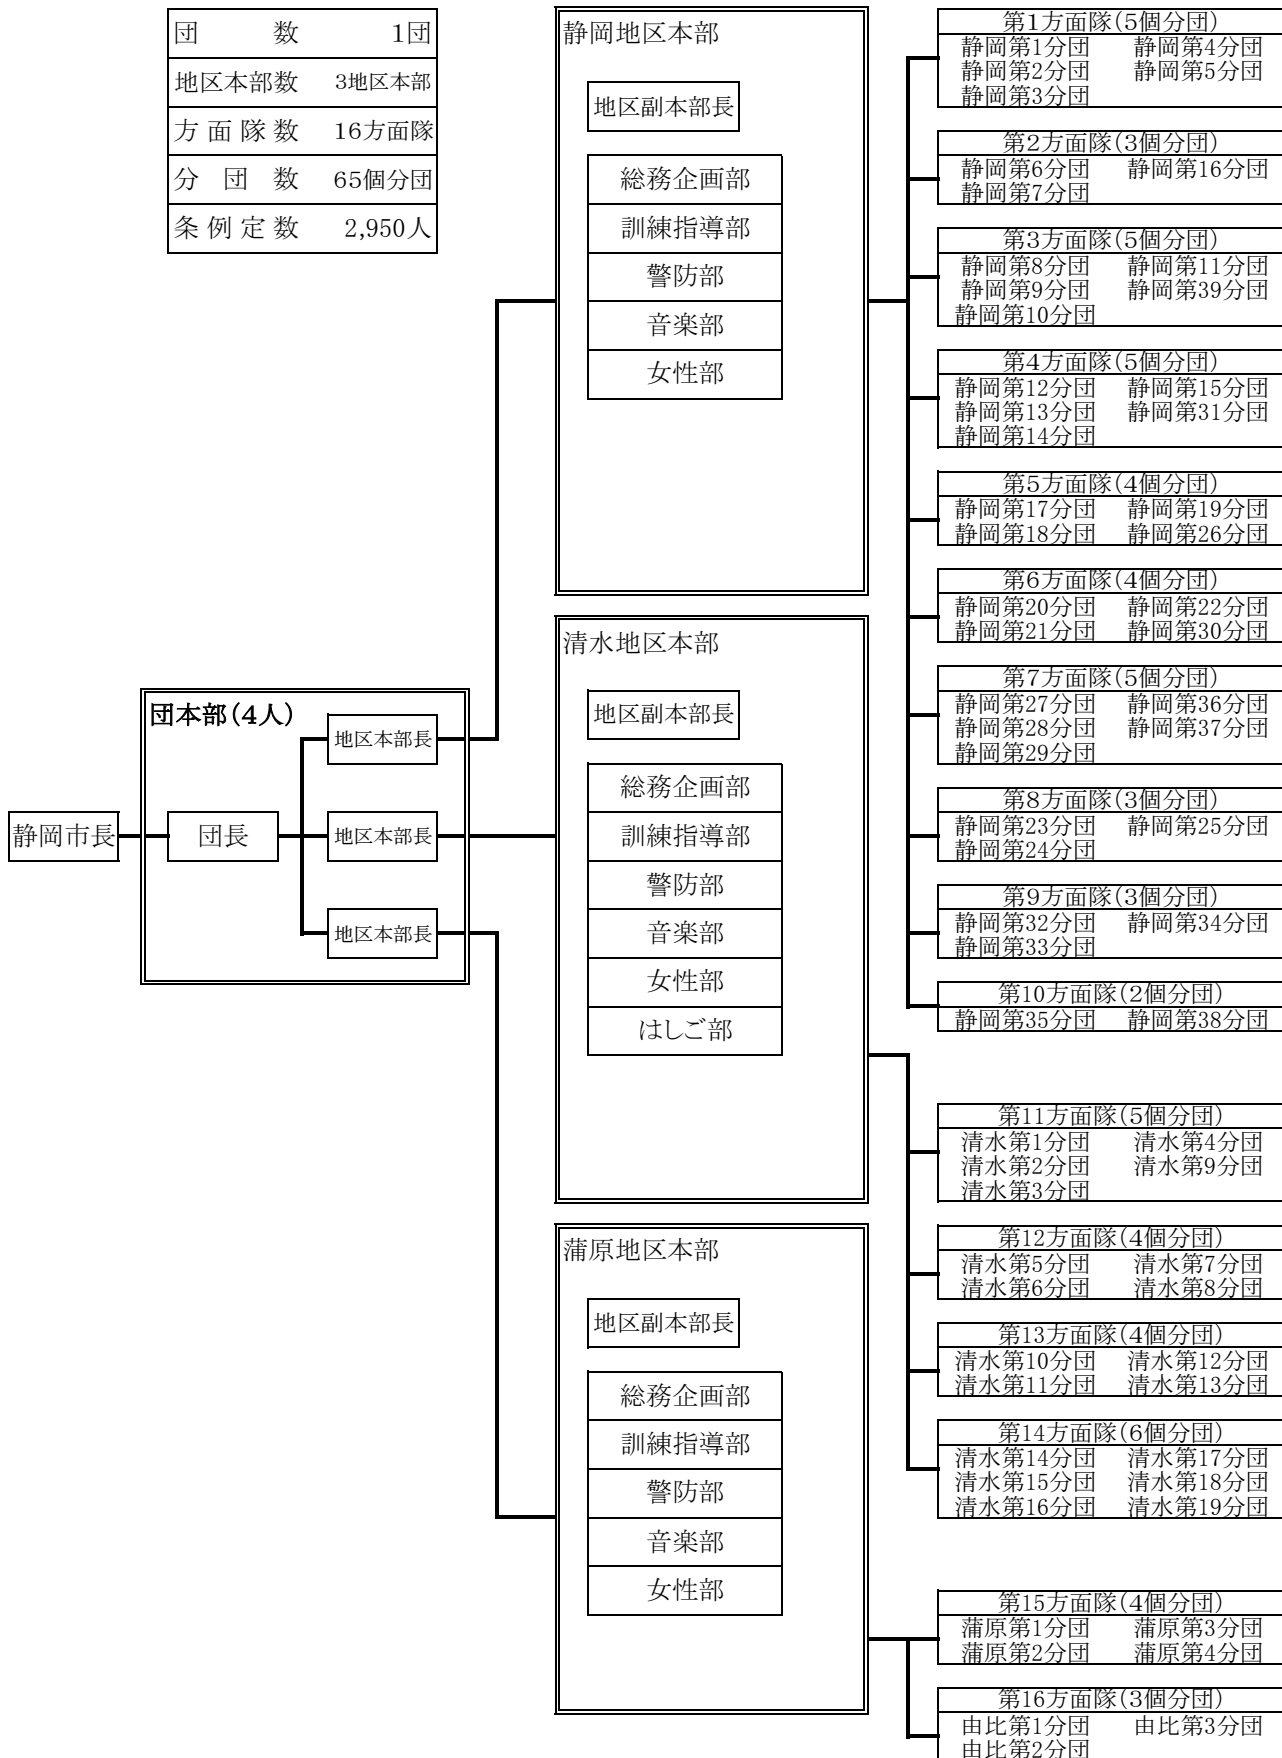 団 数 1団
地区本部数 3地区本部
方面隊数 16方面隊
分団数 65個分団
条例定数 2,950人
静岡市長
団本部(4人)
団長
地区本部長
地区本部長
地区本部長
静岡地区本部
地区副本部長
総務企画部
訓練指導部
警防部
音楽部
女性部
清水地区本部
地区副本部長
総務企画部
訓練指導部
警防部
音楽部
女性部
はしご部
蒲原地区本部
地区副本部長
総務企画部
訓練指導部
警防部
音楽部
女性部
第1方面隊(5個分団)
静岡第1分団 静岡第4分団
静岡第2分団 静岡第5分団
静岡第3分団
第2方面隊(3個分団)
静岡第6分団 静岡第16分団
静岡第7分団
第3方面隊(5個分団)
静岡第8分団 静岡第11分団
静岡第9分団 静岡第39分団
静岡第10分団
第4方面隊(5個分団)
静岡第12分団 静岡第15分団
静岡第13分団 静岡第31分団
静岡第14分団
第5方面隊(4個分団)
静岡第17分団 静岡第19分団
静岡第18分団 静岡第26分団
第6方面隊(4個分団)
静岡第20分団 静岡第22分団
静岡第21分団 静岡第30分団
第7方面隊(5個分団)
静岡第27分団 静岡第36分団
静岡第28分団 静岡第37分団
静岡第29分団
第8方面隊(3個分団)
静岡第23分団 静岡第25分団
静岡第24分団
第9方面隊(3個分団)
静岡第32分団 静岡第34分団
静岡第33分団
第10方面隊(2個分団)
静岡第35分団 静岡第38分団
第11方面隊(5個分団)
清水第1分団 清水第4分団
清水第2分団 清水第9分団
清水第3分団
第12方面隊(4個分団)
清水第5分団 清水第7分団
清水第6分団 清水第8分団
第13方面隊(4個分団)
清水第10分団 清水第12分団
清水第11分団 清水第13分団
第14方面隊(6個分団)
清水第14分団 清水第17分団
清水第15分団 清水第18分団
清水第16分団 清水第19分団
第15方面隊(4個分団)
蒲原第1分団 蒲原第3分団
蒲原第2分団 蒲原第4分団
第16方面隊(3個分団)
由比第1分団 由比第3分団
由比第2分団